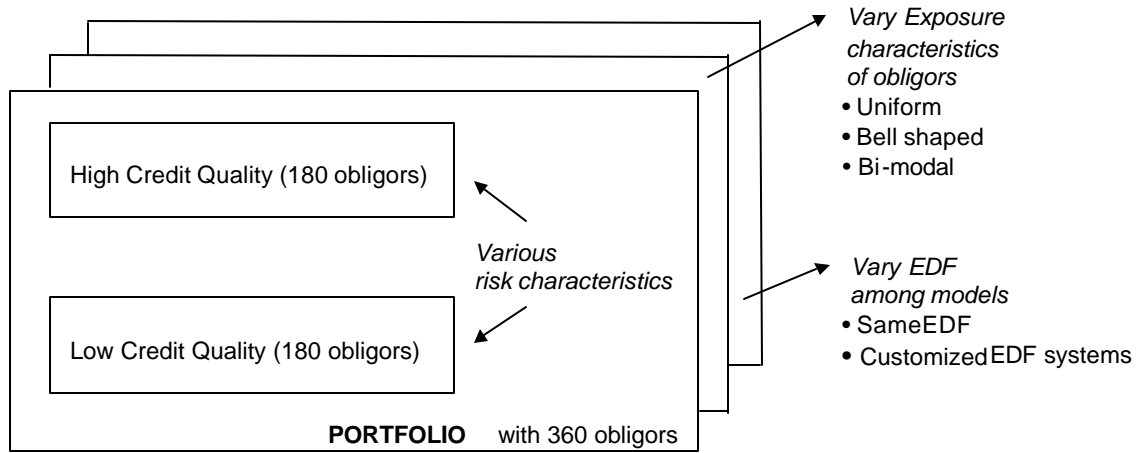 High Credit Quality (180 obligors)
Various
risk characteristics
Low Credit Quality (180 obligors)
PORTFOLIO with 360 obligors
Vary Exposure
characteristics
of obligors
• Uniform
• Bell shaped
• Bi-modal
Vary EDF
among models
• SameEDF
• CustomizedEDF systems